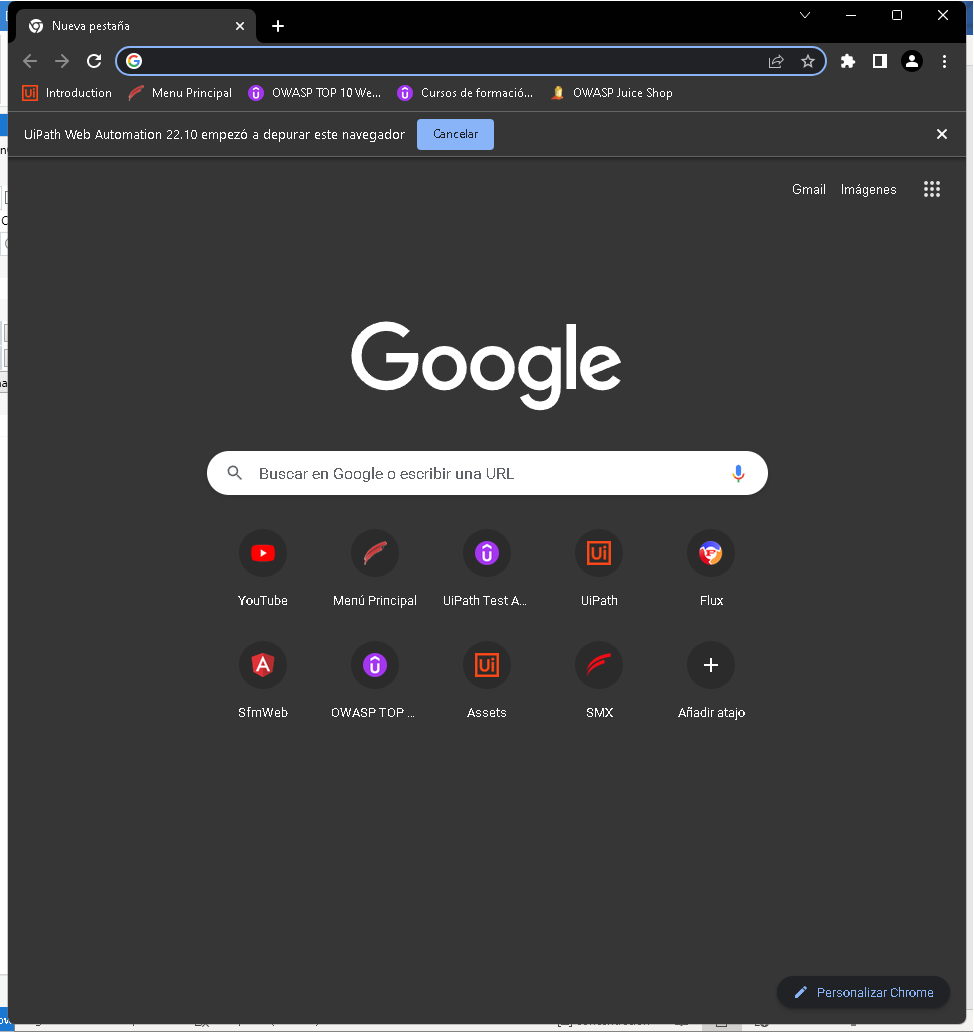 Nueva pestaña
Introduction
Menu Principal
OWASP TOP 10 We...
Cursos de formació...
OWASP Juice Shop
UiPath Web Automation 22.10 empezó a depurar este navegador
Cancelar
Gmail
Imágenes
Google
Buscar en Google o escribir una URL
YouTube
Menú Principal
UiPath Test A...
UiPath
Flux
SfmWeb
OWASP TOP ...
Assets
SMX
Añadir atajo
Personalizar Chrome